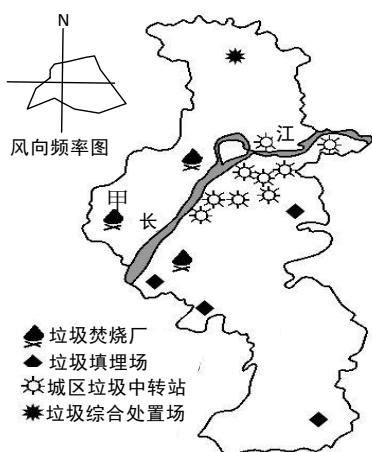 N
风向频率图
江
甲
长
垃圾焚烧厂
垃圾填埋场
城区垃圾中转站
垃圾综合处置场